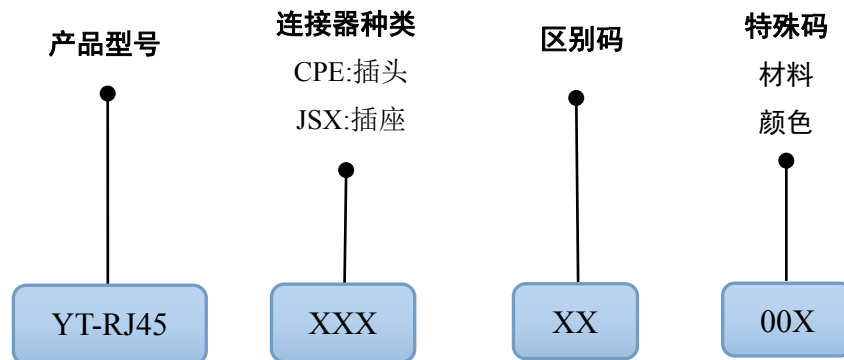 产品型号
连接器种类
CPE:插头
JSX:插座
区别码
特殊码
材料
颜色
YT-RJ45
XXX
XX
00X